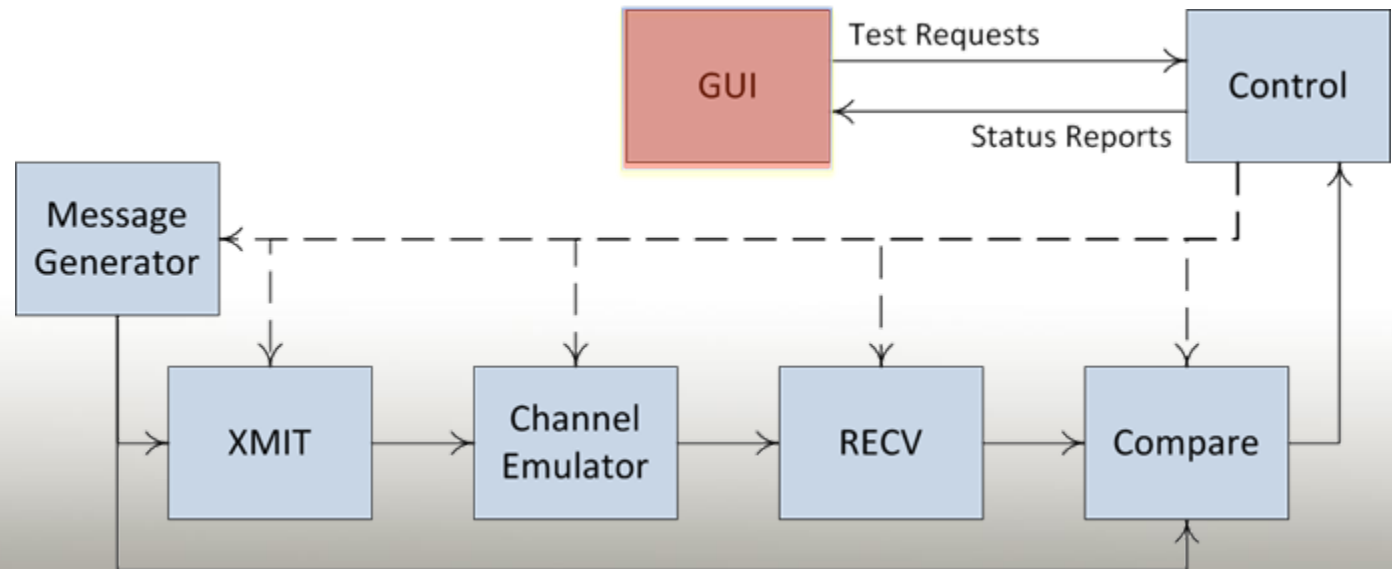 Test Requests
GUI
Control
Status Reports
Message
Generator
XMIT
Channel
Emulator
RECV
Compare